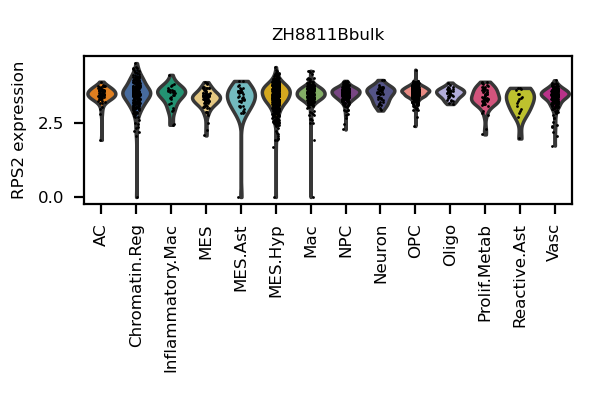 ZH8811Bbulk
RPS2 expression
2.5
0.0
AC
Chromatin.Reg
Inflammatory.Mac
MES
MES.Ast
MES.Hyp
Mac
NPC
Neuron
OPC
Oligo
Prolif.Metab
Reactive.Ast
Vasc